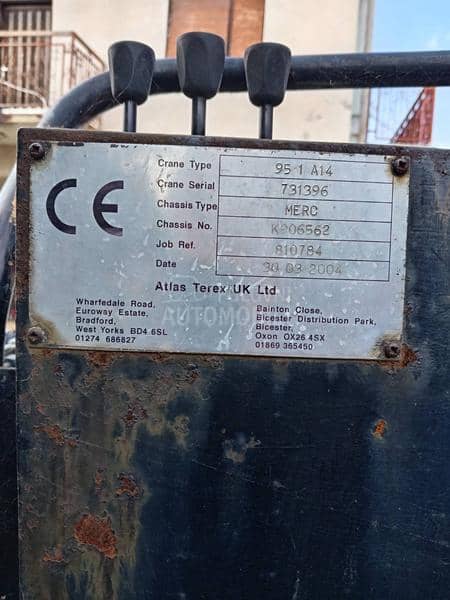 CE
Crane Type 95 1 A14
Crane Serial 731396
Chassis Type MERC
Chassis No. K906562
Job Ref. 810784
Date 30 03 2004
Atlas Terex UK Ltd
Wharfedale Road,
Euroway Estate,
Bradford,
West Yorks BD4 6SL
01274 686827
Bainton Close,
Bicester Distribution Park,
Bicester,
Oxon OX26 4SX
01869 365450